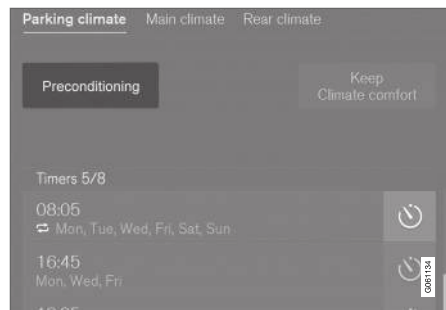 Parking climate Main climate Rear climate
Preconditioning
Keep
Climate comfort
Timers 5/8
08:05
Mon, Tue, Wed, Fri, Sat, Sun
16:45
Mon, Wed, Fri
G061134